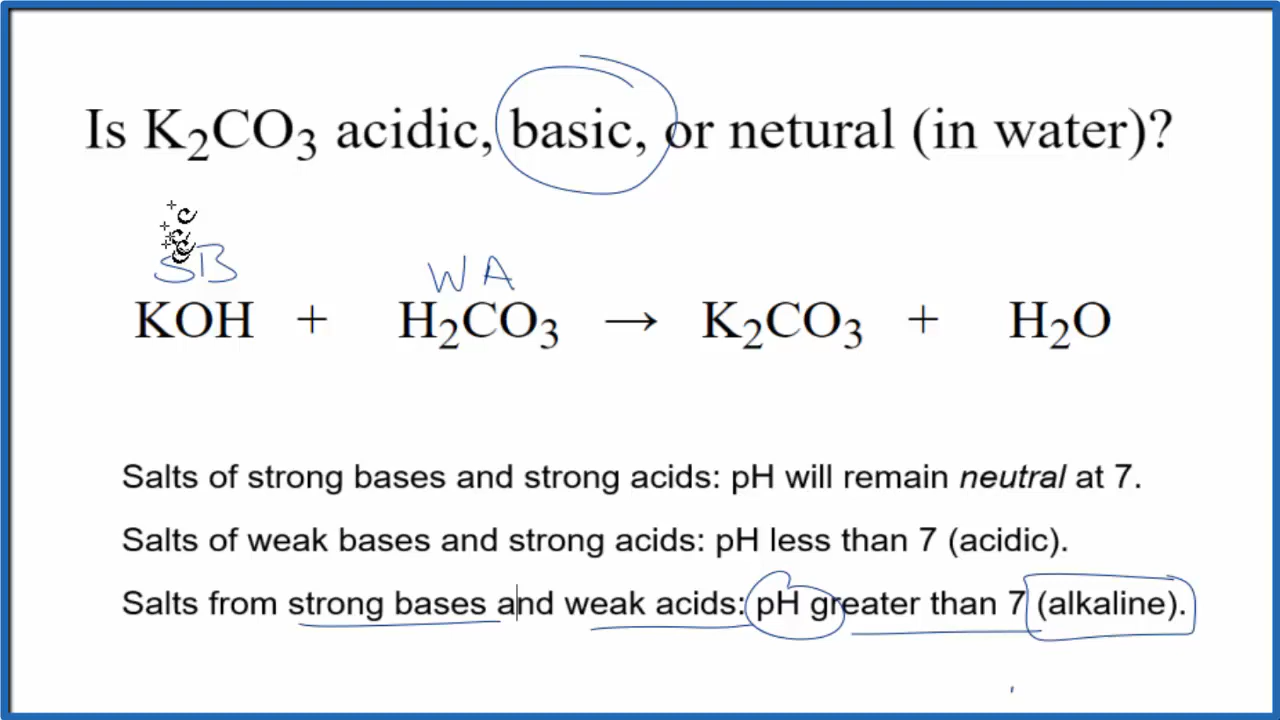 Is K₂CO₃ acidic, basic, or netural (in water)?
SB WA
KOH + H₂CO₃ → K₂CO₃ + H₂O
Salts of strong bases and strong acids: pH will remain neutral at 7.
Salts of weak bases and strong acids: pH less than 7 (acidic).
Salts from strong bases and weak acids: pH greater than 7 (alkaline).